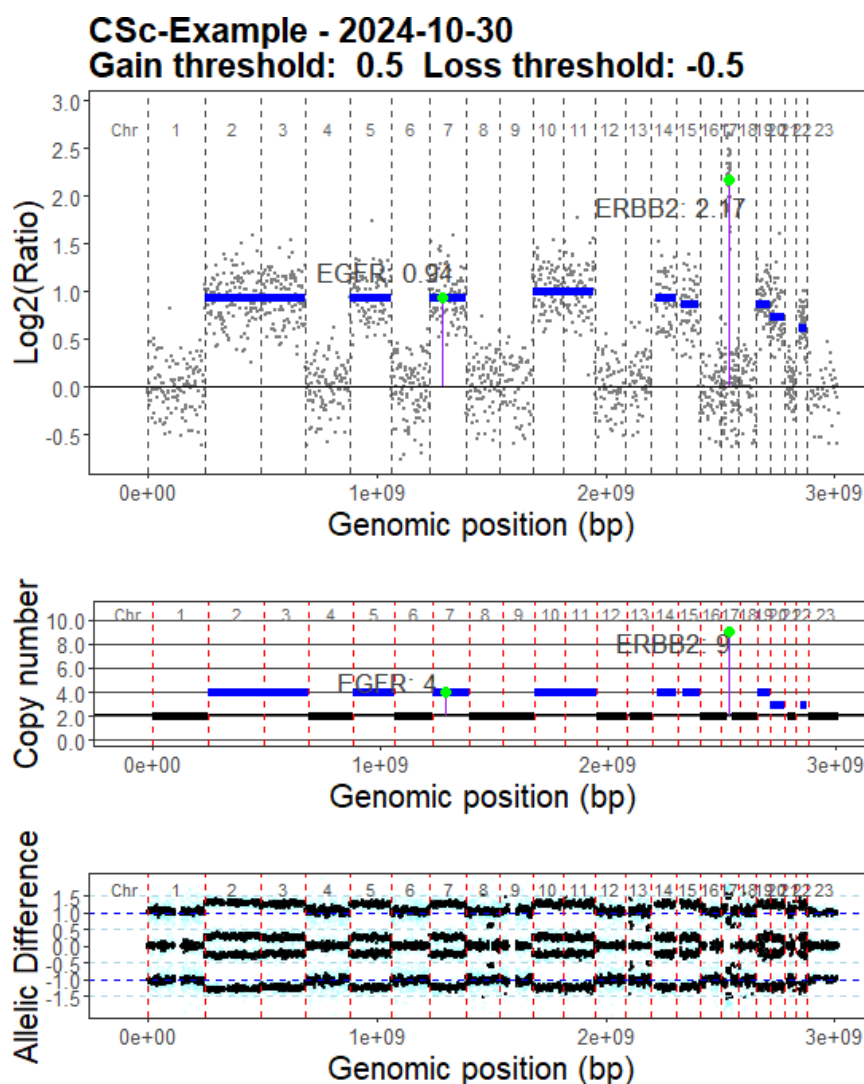 CSc-Example - 2024-10-30
Gain threshold: 0.5 Loss threshold: -0.5
3.0
Chr 1 2 3 4 5 6 7 8 9 10 11 12 13 14 15 16 17 18 19 20 21 22 23
2.5
2.0
ERBB2: 2.17
1.5
EGFR: 0.94
1.0
0.5
0.0
-0.5
Log2(Ratio)
0e+00 1e+09 2e+09 3e+09
Genomic position (bp)
Chr 1 2 3 4 5 6 7 8 9 10 11 12 13 14 15 16 17 18 19 20 21 22 23
10.0
8.0
ERBB2: 9
6.0
EGFR: 4
4.0
2.0
0.0
Copy number
0e+00 1e+09 2e+09 3e+09
Genomic position (bp)
Chr 1 2 3 4 5 6 7 8 9 10 11 12 13 14 15 16 17 18 19 20 21 22 23
1.5
1.0
0.5
0.0
-0.5
-1.0
-1.5
Allelic Difference
0e+00 1e+09 2e+09 3e+09
Genomic position (bp)